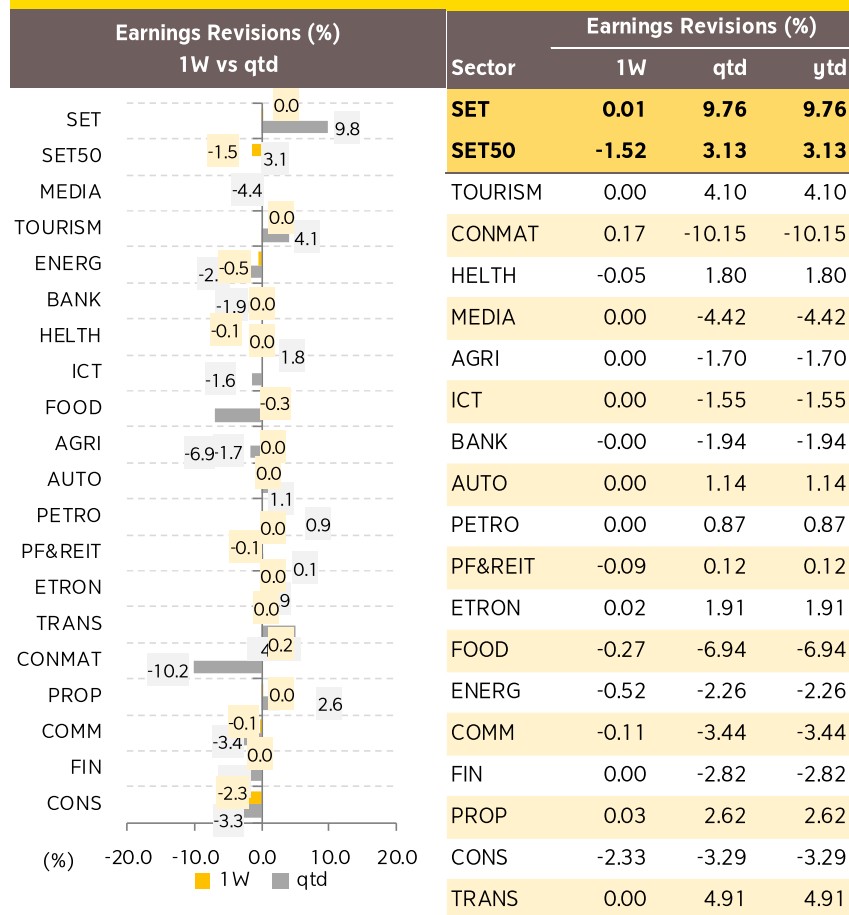 Earnings Revisions (%)
1W vs qtd
SET
0.0
9.8
SET50
-1.5
3.1
MEDIA
-4.4
TOURISM
0.0
4.1
ENERG
-2.
-0.5
BANK
-1.9
0.0
HELTH
-0.1
0.0
1.8
ICT
-1.6
FOOD
-0.3
AGRI
-6.9
-1.7
0.0
AUTO
0.0
1.1
PETRO
0.0
0.9
PF&REIT
-0.1
0.1
ETRON
0.0
9
TRANS
0.0
4
0.2
CONMAT
-10.2
PROP
0.0
2.6
COMM
-0.1
-3.4
FIN
0.0
CONS
-2.3
-3.3
(%) -20.0 -10.0 0.0 10.0 20.0
1W qtd
Earnings Revisions (%)
Sector 1W qtd ytd
SET 0.01 9.76 9.76
SET50 -1.52 3.13 3.13
TOURISM 0.00 4.10 4.10
CONMAT 0.17 -10.15 -10.15
HELTH -0.05 1.80 1.80
MEDIA 0.00 -4.42 -4.42
AGRI 0.00 -1.70 -1.70
ICT 0.00 -1.55 -1.55
BANK -0.00 -1.94 -1.94
AUTO 0.00 1.14 1.14
PETRO 0.00 0.87 0.87
PF&REIT -0.09 0.12 0.12
ETRON 0.02 1.91 1.91
FOOD -0.27 -6.94 -6.94
ENERG -0.52 -2.26 -2.26
COMM -0.11 -3.44 -3.44
FIN 0.00 -2.82 -2.82
PROP 0.03 2.62 2.62
CONS -2.33 -3.29 -3.29
TRANS 0.00 4.91 4.91